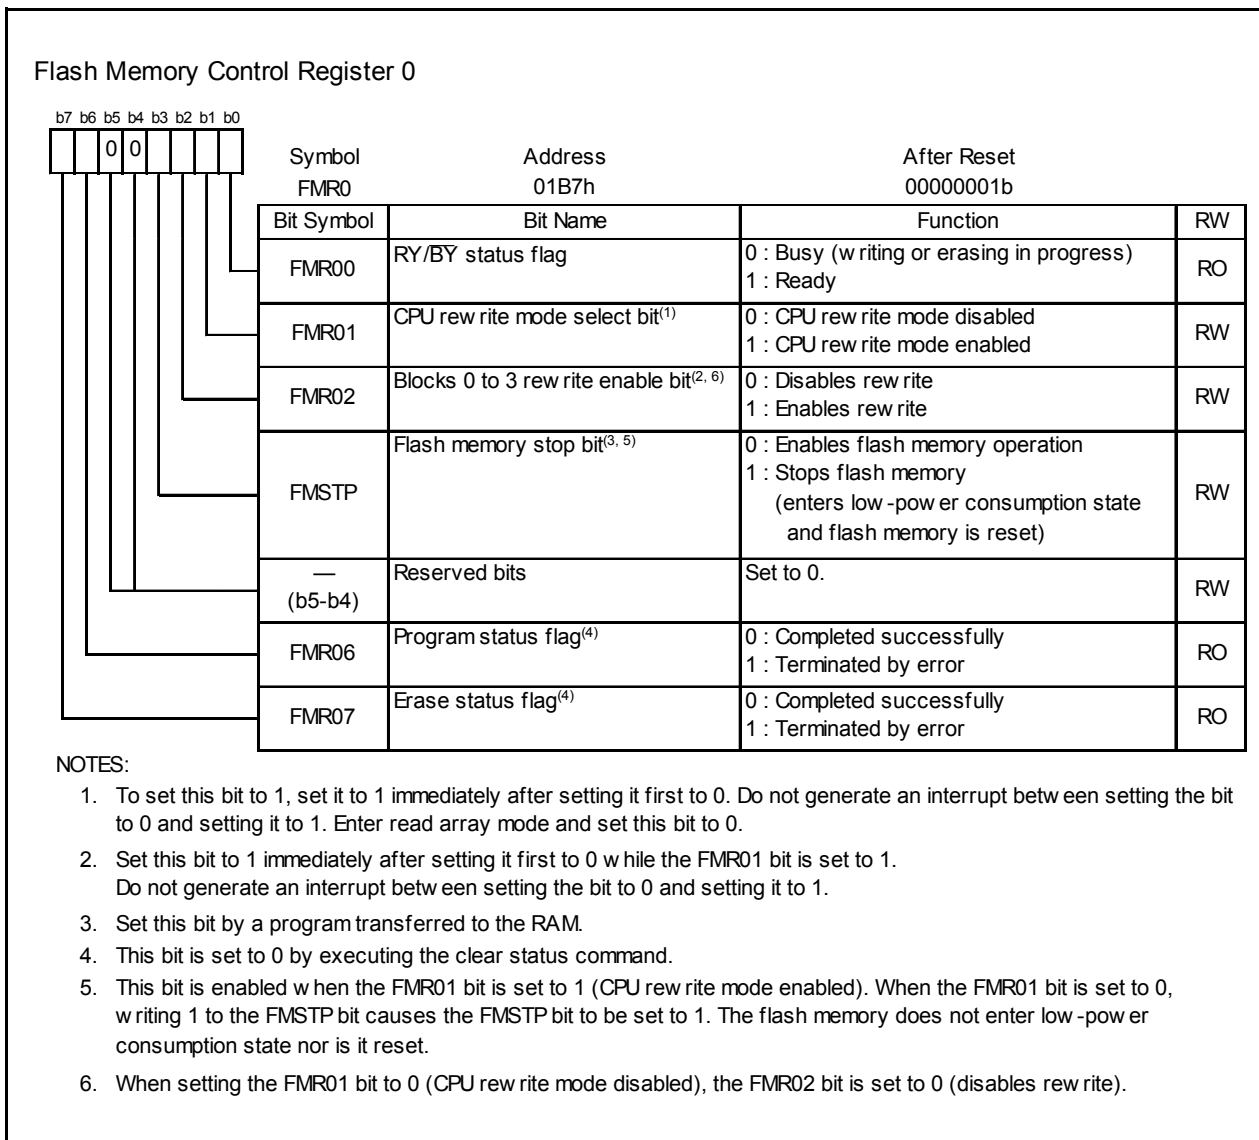 Flash Memory Control Register 0
b7 b6 b5 b4 b3 b2 b1 b0
0 0
Symbol Address After Reset
FMR0 01B7h 00000001b
Bit Symbol Bit Name Function RW
FMR00 RY/BY status flag 0 : Busy (writing or erasing in progress) RO
1 : Ready
FMR01 CPU rewrite mode select bit(1) 0 : CPU rewrite mode disabled RW
1 : CPU rewrite mode enabled
FMR02 Blocks 0 to 3 rewrite enable bit(2, 6) 0 : Disables rewrite RW
1 : Enables rewrite
FMSTP Flash memory stop bit(3, 5) 0 : Enables flash memory operation RW
1 : Stops flash memory
(enters low-power consumption state
and flash memory is reset)
— Reserved bits Set to 0. RW
(b5-b4)
FMR06 Program status flag(4) 0 : Completed successfully RO
1 : Terminated by error
FMR07 Erase status flag(4) 0 : Completed successfully RO
1 : Terminated by error
NOTES:
1. To set this bit to 1, set it to 1 immediately after setting it first to 0. Do not generate an interrupt between setting the bit
to 0 and setting it to 1. Enter read array mode and set this bit to 0.
2. Set this bit to 1 immediately after setting it first to 0 while the FMR01 bit is set to 1.
Do not generate an interrupt between setting the bit to 0 and setting it to 1.
3. Set this bit by a program transferred to the RAM.
4. This bit is set to 0 by executing the clear status command.
5. This bit is enabled when the FMR01 bit is set to 1 (CPU rewrite mode enabled). When the FMR01 bit is set to 0,
writing 1 to the FMSTP bit causes the FMSTP bit to be set to 1. The flash memory does not enter low-power
consumption state nor is it reset.
6. When setting the FMR01 bit to 0 (CPU rewrite mode disabled), the FMR02 bit is set to 0 (disables rewrite).